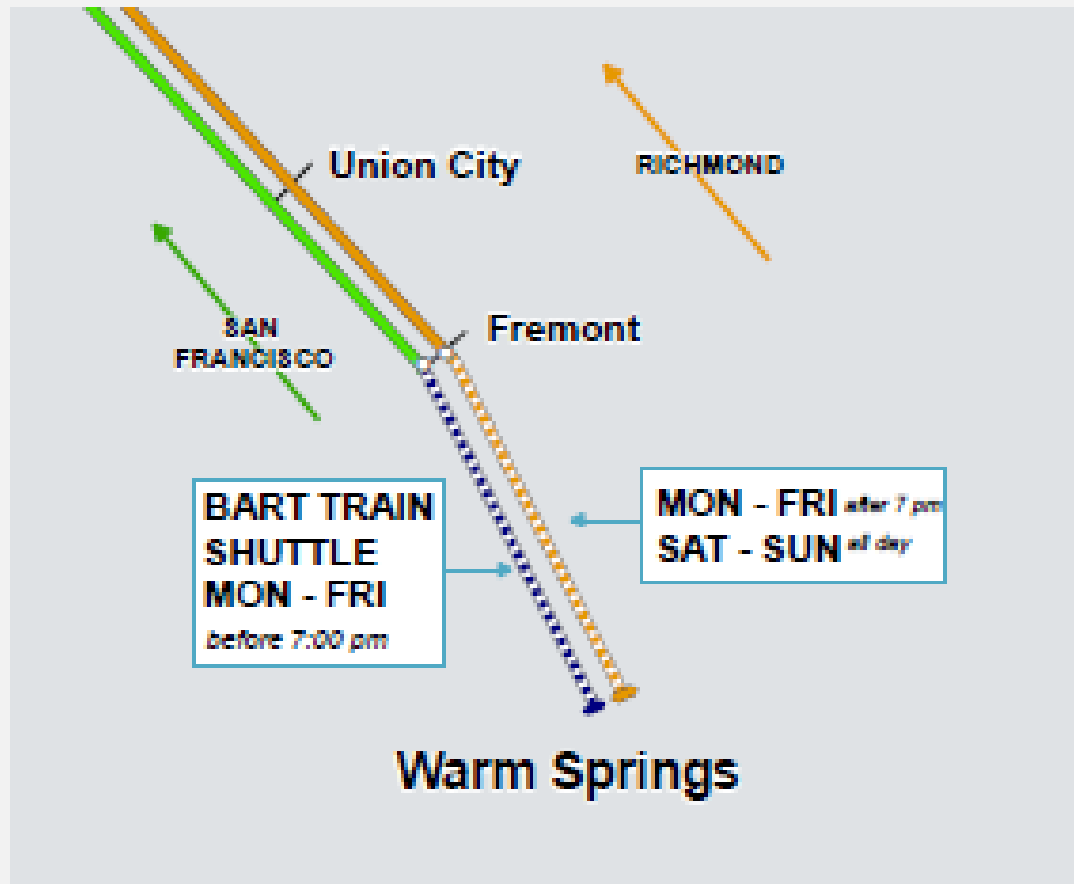 Union City
RICHMOND
SAN
FRANCISCO
Fremont
BART TRAIN
SHUTTLE
MON - FRI
before 7:00 pm
MON - FRI after 7 pm
SAT - SUN all day
Warm Springs